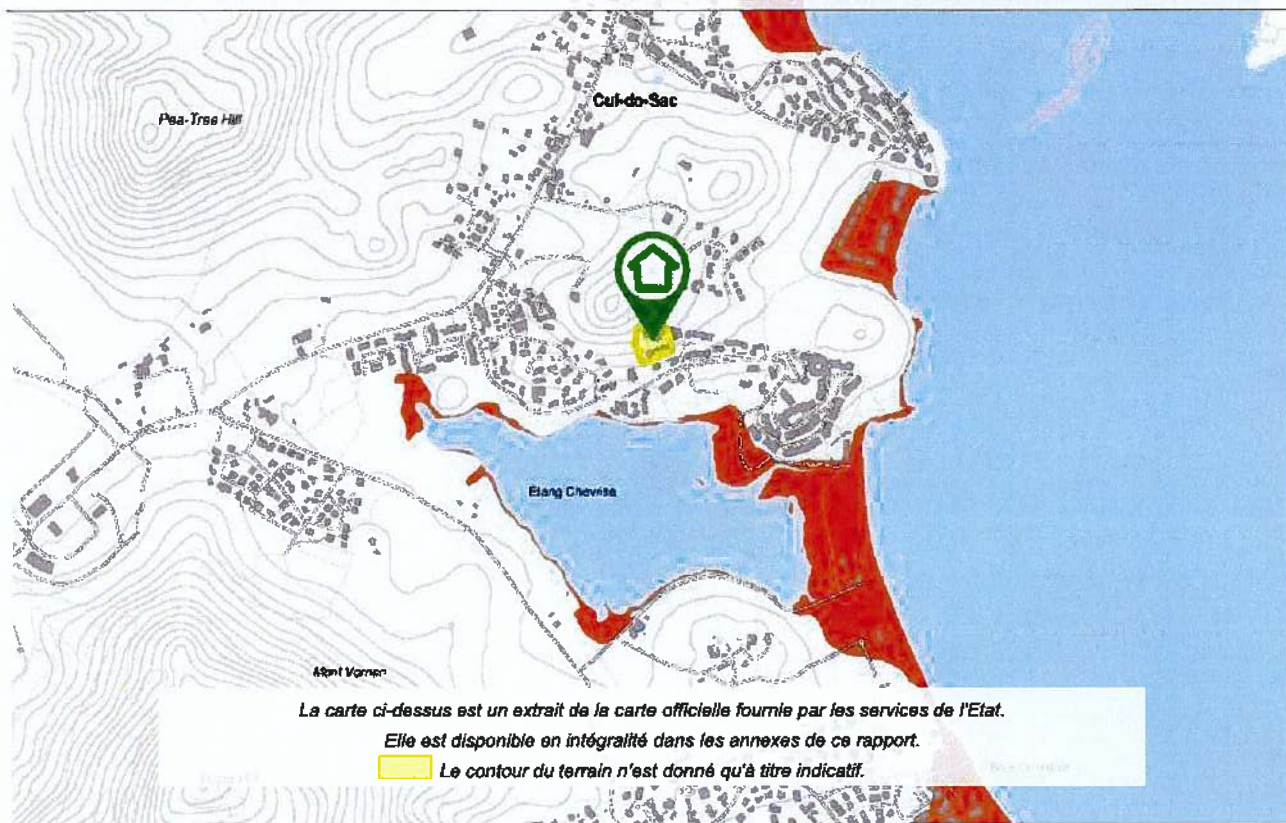 Cul-de-Sac
Pea-Tree Hill
Etang Chevrise
Mont Vernon
La carte ci-dessus est un extrait de la carte officielle fournie par les services de l'Etat.
Elle est disponible en intégralité dans les annexes de ce rapport.
Le contour du terrain n'est donné qu'à titre indicatif.